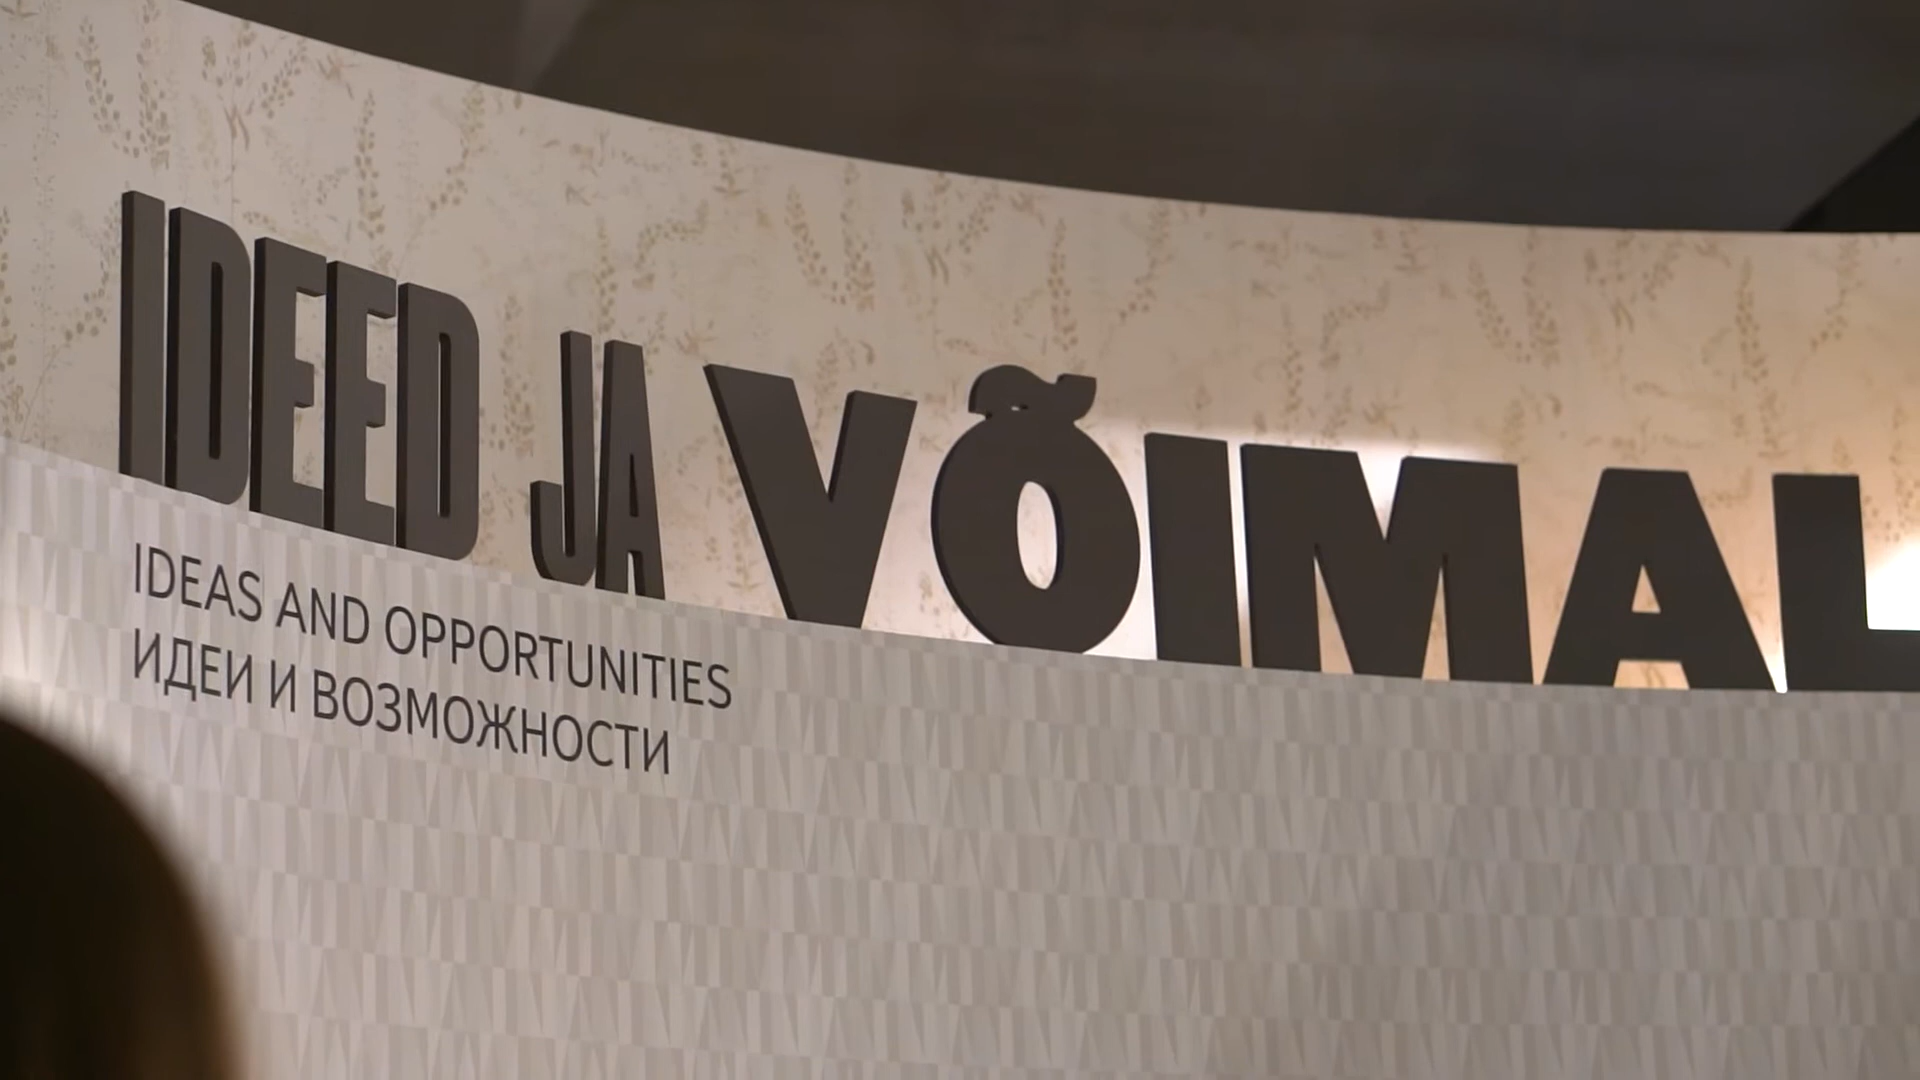 IDEED JA VÕIMAL
IDEAS AND OPPORTUNITIES
ИДЕИ И ВОЗМОЖНОСТИ